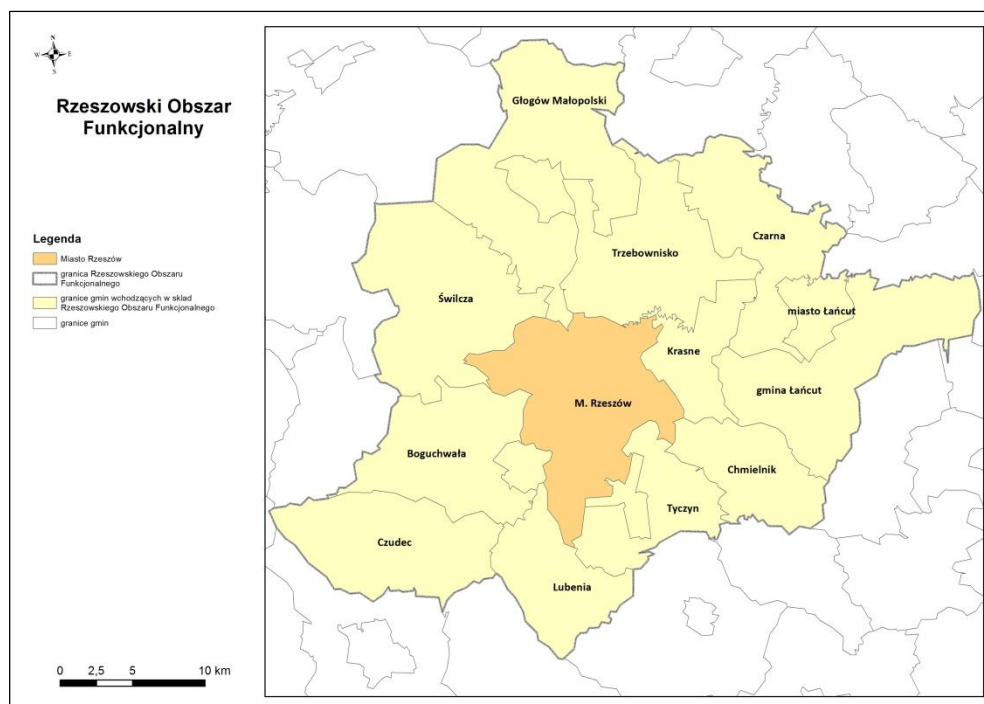 N
W E
S
Rzeszowski Obszar
Funkcjonalny
Legenda
Miasto Rzeszów
granica Rzeszowskiego Obszaru
Funkcjonalnego
granice gmin wchodzących w skład
Rzeszowskiego Obszaru Funkcjonalnego
granice gmin
0 2,5 5 10 km
Głogów Małopolski
Trzebownisko
Czarna
Świlcza
miasto Łańcut
Krasne
gmina Łańcut
M. Rzeszów
Boguchwała
Chmielnik
Tyczyn
Czudec
Lubenia